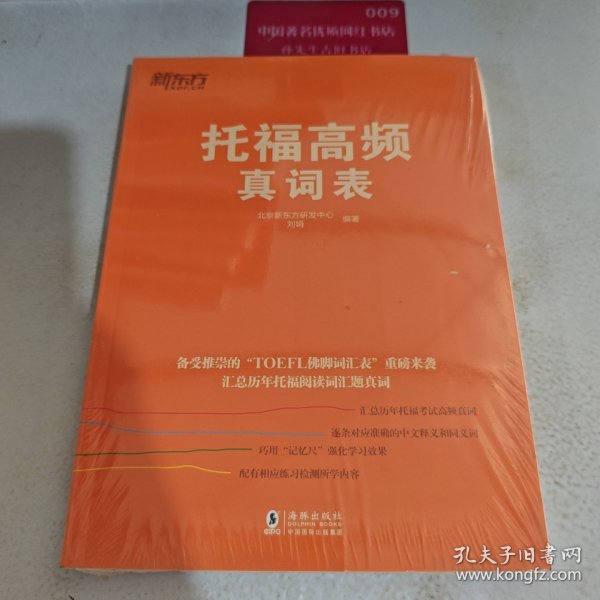 009
中国著名优质网红书店
孙先生古旧书店
新东方
XDF.CN
托福高频
真词表
北京新东方研发中心
刘娟
编著
备受推崇的“TOEFL佛脚词汇表”重磅来袭
汇总历年托福阅读词汇题真词
汇总历年托福考试高频真词
逐条对应准确的中文释义和同义词
巧用“记忆尺”强化学习效果
配有相应练习检测所学内容
海豚出版社
DOLPHIN BOOKS
CIPG
中国国际出版集团
孔夫子旧书网
www.kongfz.com